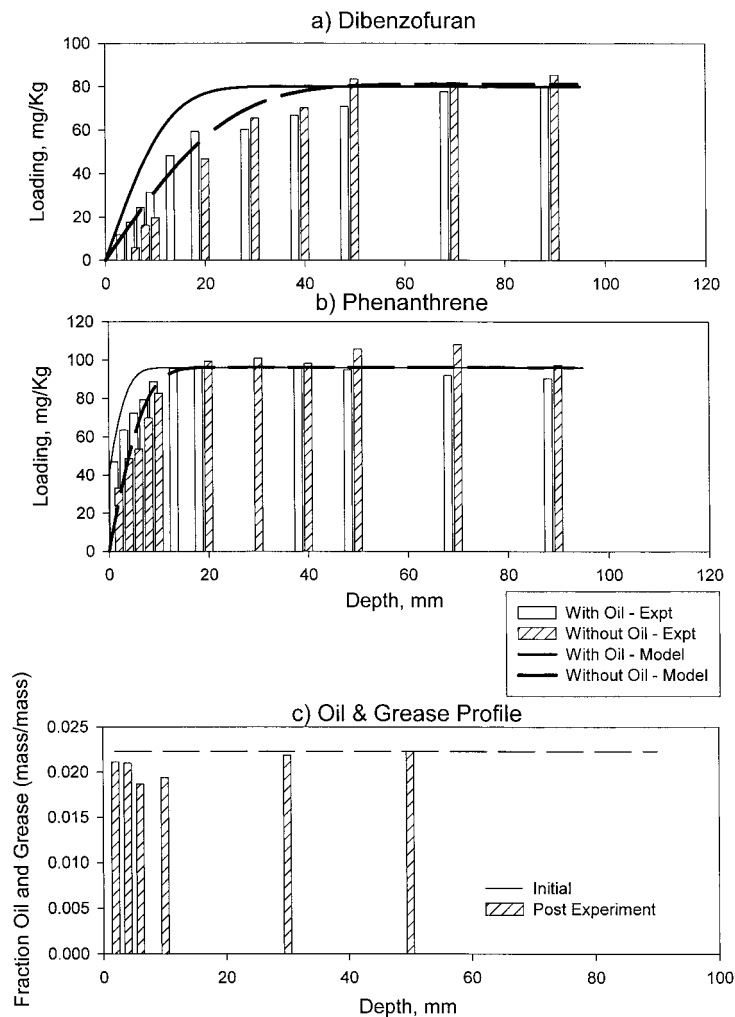 a) Dibenzofuran
100
80
60
40
20
0
Loading, mg/Kg
0 20 40 60 80 100 120
b) Phenanthrene
120
100
80
60
40
20
0
Loading, mg/Kg
0 20 40 60 80 100 120
Depth, mm
With Oil - Expt
Without Oil - Expt
With Oil - Model
Without Oil - Model
c) Oil & Grease Profile
0.025
0.020
0.015
0.010
0.005
0.000
Fraction Oil and Grease (mass/mass)
Initial
Post Experiment
0 20 40 60 80 100
Depth, mm